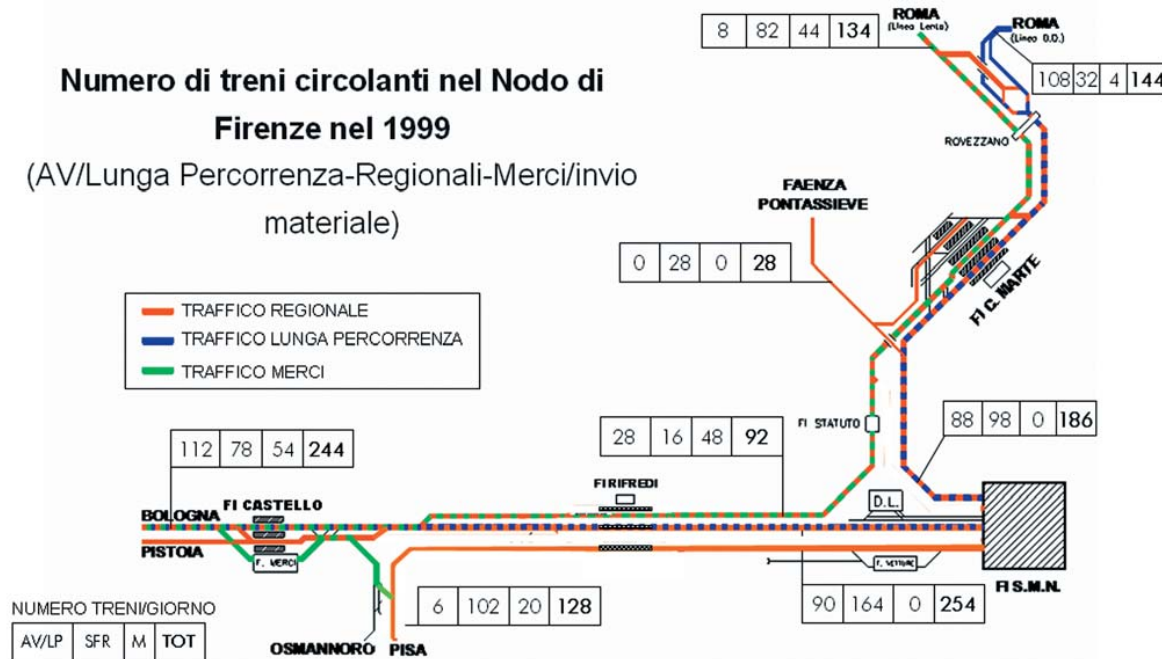 Numero di treni circolanti nel Nodo di
Firenze nel 1999
(AV/Lunga Percorrenza-Regionali-Merci/invio
materiale)
8 82 44 134
ROMA
(Linea Lenta)
ROMA
(Linea D.D.)
108 32 4 144
ROVEZZANO
FAENZA
PONTASSIEVE
0 28 0 28
FI C. MARTE
TRAFFICO REGIONALE
TRAFFICO LUNGA PERCORRENZA
TRAFFICO MERCI
FI STATUTO
88 98 0 186
112 78 54 244
28 16 48 92
FI RIFREDI
D.L.
FI CASTELLO
BOLOGNA
PISTOIA
F. MERCI
F. VETTURE
FI S.M.N.
6 102 20 128
90 164 0 254
OSMANNORO
PISA
NUMERO TRENI/GIORNO
AV/LP SFR M TOT